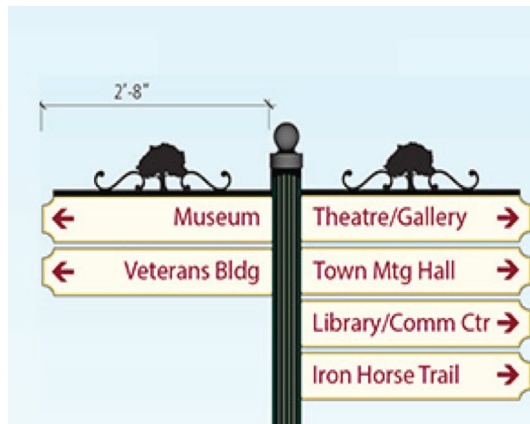 2'-8"
Museum
Veterans Bldg
Theatre/Gallery
Town Mtg Hall
Library/Comm Ctr
Iron Horse Trail